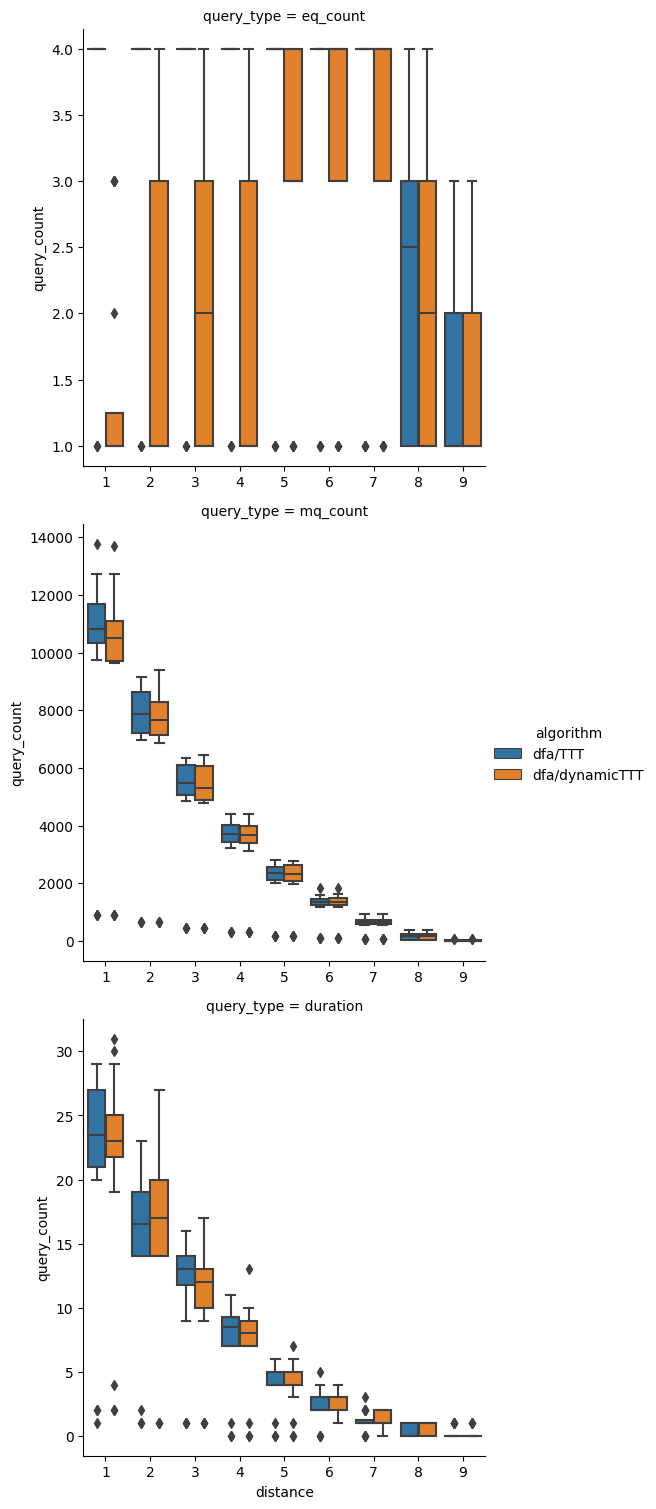 query_type = eq_count
4.0
3.5
3.0
2.5
2.0
1.5
1.0
query_count
1 2 3 4 5 6 7 8 9
query_type = mq_count
14000
12000
10000
8000
6000
4000
2000
0
query_count
1 2 3 4 5 6 7 8 9
algorithm
dfa/TTT
dfa/dynamicTTT
query_type = duration
30
25
20
15
10
5
0
query_count
1 2 3 4 5 6 7 8 9
distance